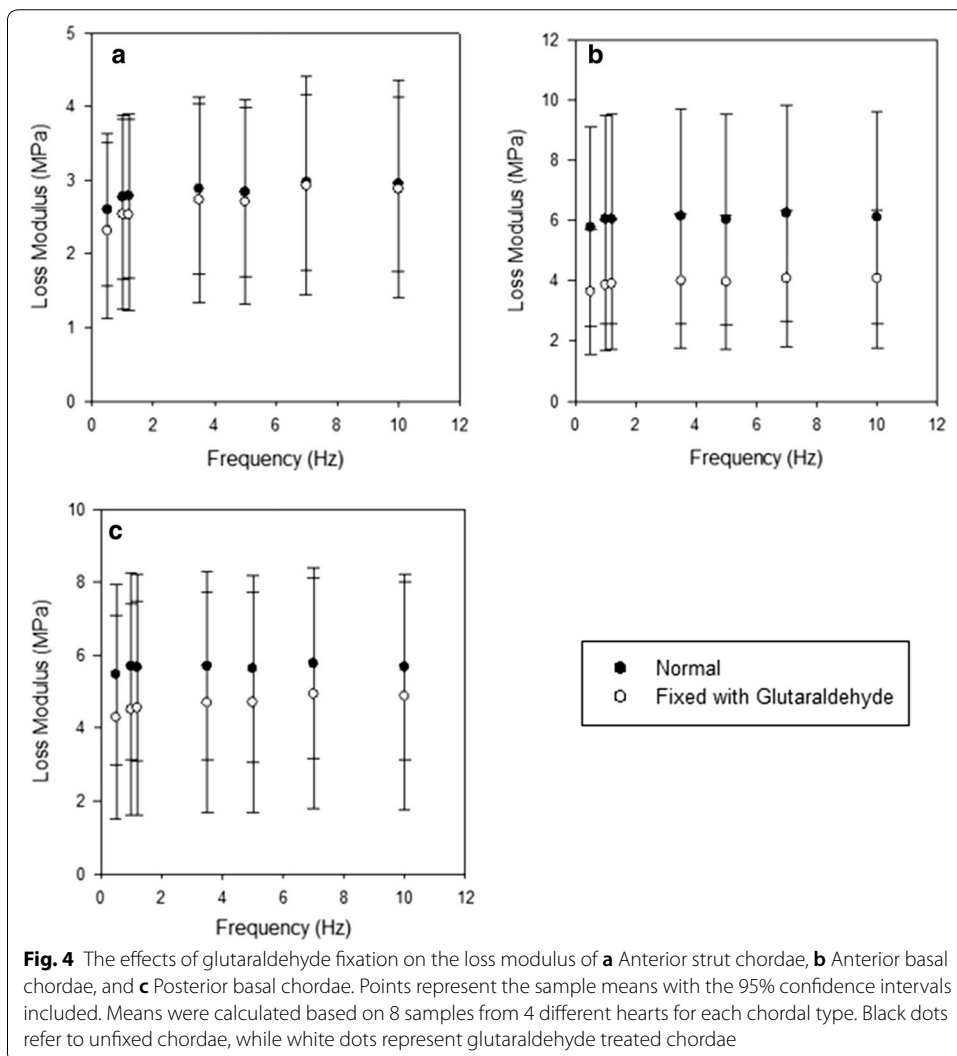 a
5
4
3
2
1
0
Loss Modulus (MPa)
0 2 4 6 8 10 12
Frequency (Hz)
b
12
10
8
6
4
2
0
Loss Modulus (MPa)
0 2 4 6 8 10 12
Frequency (Hz)
c
10
8
6
4
2
0
Loss Modulus (MPa)
0 2 4 6 8 10 12
Frequency (Hz)
Normal
Fixed with Glutaraldehyde
Fig. 4 The effects of glutaraldehyde fixation on the loss modulus of a Anterior strut chordae, b Anterior basal
chordae, and c Posterior basal chordae. Points represent the sample means with the 95% confidence intervals
included. Means were calculated based on 8 samples from 4 different hearts for each chordal type. Black dots
refer to unfixed chordae, while white dots represent glutaraldehyde treated chordae